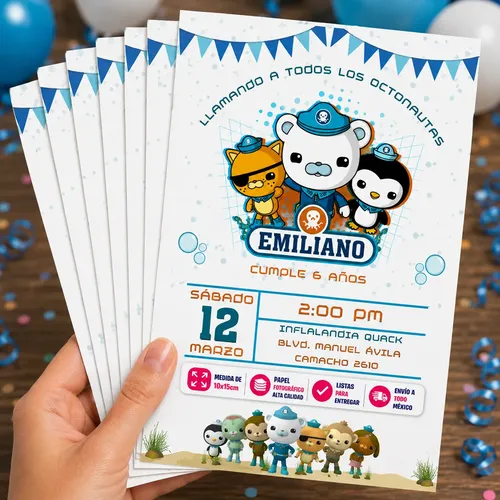 LLAMANDO A TODOS LOS OCTONAUTAS
EMILIANO
CUMPLE 6 AÑOS
SÁBADO
12
MARZO
2:00 PM
INFLALANDIA QUACK
BLVD. MANUEL ÁVILA
CAMACHO 2610
MEDIDA DE
10x15cm
PAPEL
FOTOGRÁFICO
ALTA CALIDAD
LISTAS
PARA
ENTREGAR
ENVÍO A
TODO
MÉXICO